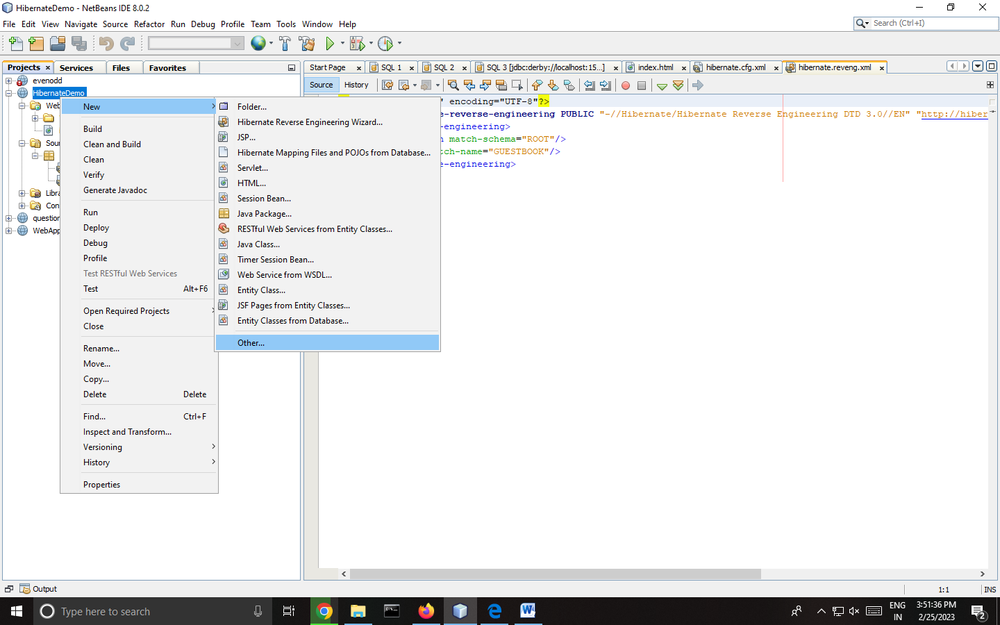 HibernateDemo - NetBeans IDE 8.0.2
File Edit View Navigate Source Refactor Run Debug Profile Team Tools Window Help
Search (Ctrl+I)
Projects Services Files Favorites
Start Page SQL 1 SQL 2 SQL 3 [jdbc:derby://localhost:15...] index.html hibernate.cfg.xml hibernate.reveng.xml
Source History
evenodd
HibernateDemo
Web
Sour
Libra
Con
question
WebApp
New
Build
Clean and Build
Clean
Verify
Generate Javadoc
Run
Deploy
Debug
Profile
Test RESTful Web Services
Test Alt+F6
Open Required Projects
Close
Rename...
Move...
Copy...
Delete Delete
Find... Ctrl+F
Inspect and Transform...
Versioning
History
Properties
Folder...
Hibernate Reverse Engineering Wizard...
JSP...
Hibernate Mapping Files and POJOs from Database...
Servlet...
HTML...
Session Bean...
Java Package...
RESTful Web Services from Entity Classes...
Java Class...
Timer Session Bean...
Web Service from WSDL...
Entity Class...
JSF Pages from Entity Classes...
Entity Classes from Database...
Other...
" encoding="UTF-8"?>
e-reverse-engineering PUBLIC "-//Hibernate/Hibernate Reverse Engineering DTD 3.0//EN" "http://hiber
-engineering>
n match-schema="ROOT"/>
tch-name="GUESTBOOK"/>
e-engineering>
Output
1:1 INS
Type here to search
ENG
IN
3:51:36 PM
2/25/2023
2